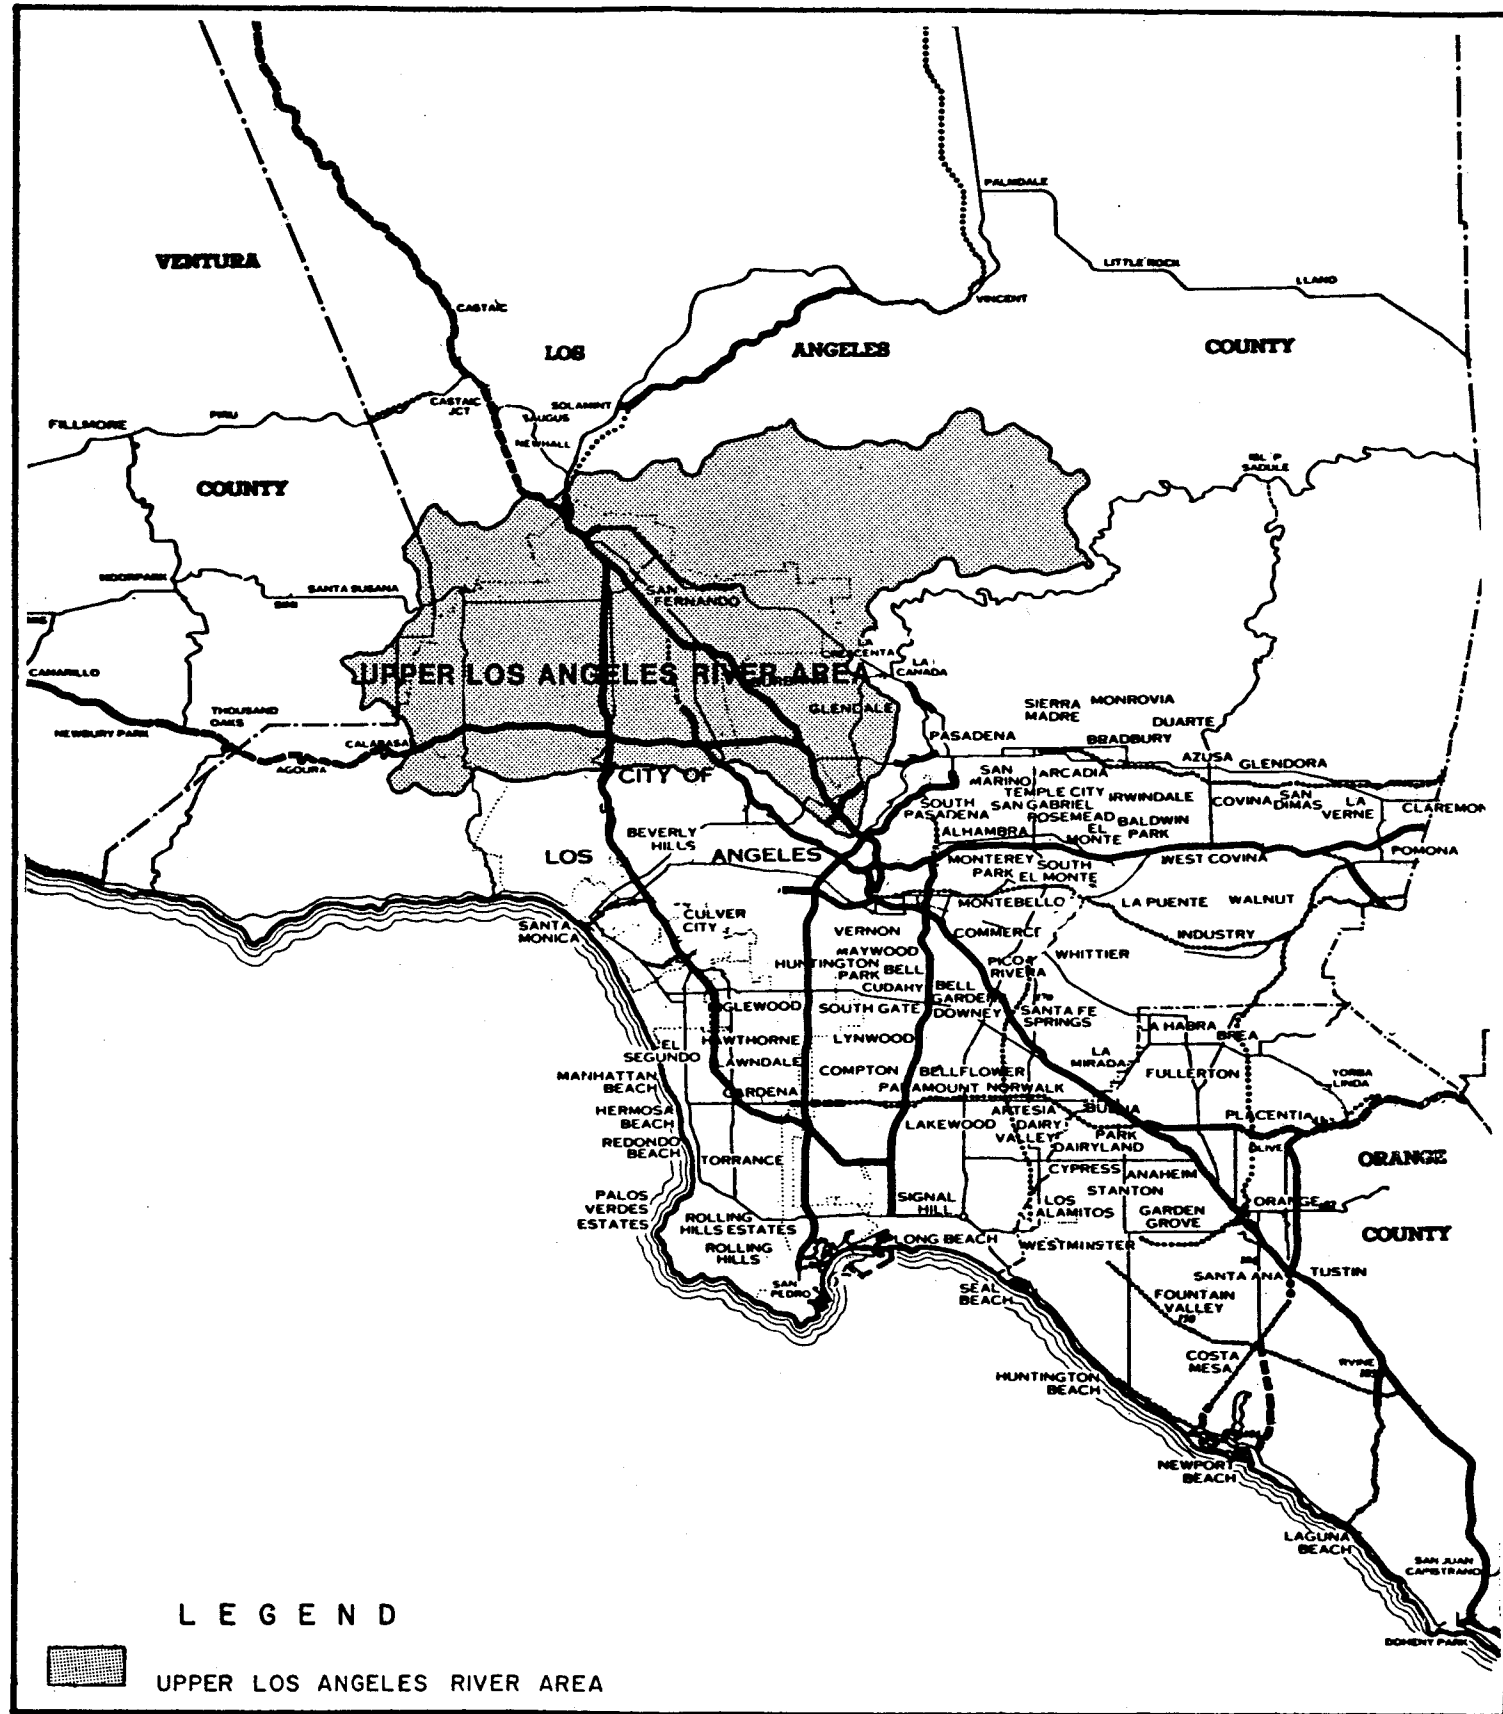 PALMDALE
VENTURA
LITTLE ROCK
LLANO
VINCENT
CASTAIC
LOS
ANGELES
COUNTY
CASTAIC
JCT
SOLAMINT
SAUGUS
NEWHALL
PIRU
FILLMORE
COUNTY
MOORPARK
SANTA SUSANA
SIMI
SAN
FERNANDO
LA
CRESCENTA
LA
CANADA
CAMARILLO
UPPER LOS ANGELES RIVER AREA
GLENDALE
THOUSAND
OAKS
NEWBURY PARK
AGOURA
CALABASA
SIERRA
MADRE
MONROVIA
DUARTE
BRADBURY
PASADENA
AZUSA
GLENDORA
CITY OF
SAN
MARINO
ARCADIA
TEMPLE CITY
IRWINDALE
SOUTH
PASADENA
SAN GABRIEL
ROSEMEAD
COVINA
SAN
DIMAS
LA
VERNE
CLAREMON
BALDWIN
PARK
ALHAMBRA
EL
MONTE
BEVERLY
HILLS
LOS
ANGELES
MONTEREY
PARK
SOUTH
EL MONTE
WEST COVINA
POMONA
MONTEBELLO
LA PUENTE
WALNUT
CULVER
CITY
SANTA
MONICA
VERNON
COMMERCE
INDUSTRY
MAYWOOD
HUNTINGTON
PARK
BELL
CUDAHY
PICO
RIVERA
WHITTIER
BELL
GARDENS
INGLEWOOD
SOUTH GATE
DOWNEY
SANTA FE
SPRINGS
LA HABRA
BREA
EL
SEGUNDO
HAWTHORNE
LYNWOOD
LAWNDALE
COMPTON
BELLFLOWER
LA
MIRADA
FULLERTON
YORBA
LINDA
MANHATTAN
BEACH
GARDENA
PARAMOUNT
NORWALK
HERMOSA
BEACH
LAKEWOOD
ARTESIA
DAIRY
VALLEY
BUENA
PARK
PLACENTIA
REDONDO
BEACH
TORRANCE
DAIRYLAND
OLIVE
ORANGE
CYPRESS
ANAHEIM
STANTON
PALOS
VERDES
ESTATES
ROLLING
HILLS ESTATES
SIGNAL
HILL
LOS
ALAMITOS
GARDEN
GROVE
ORANGE
ROLLING
HILLS
LONG BEACH
WESTMINSTER
COUNTY
SAN
PEDRO
SEAL
BEACH
SANTA ANA
TUSTIN
FOUNTAIN
VALLEY
COSTA
MESA
IRVINE
HUNTINGTON
BEACH
NEWPORT
BEACH
LAGUNA
BEACH
SAN JUAN
CAPISTRANO
DOHENY PARK
LEGEND
UPPER LOS ANGELES RIVER AREA